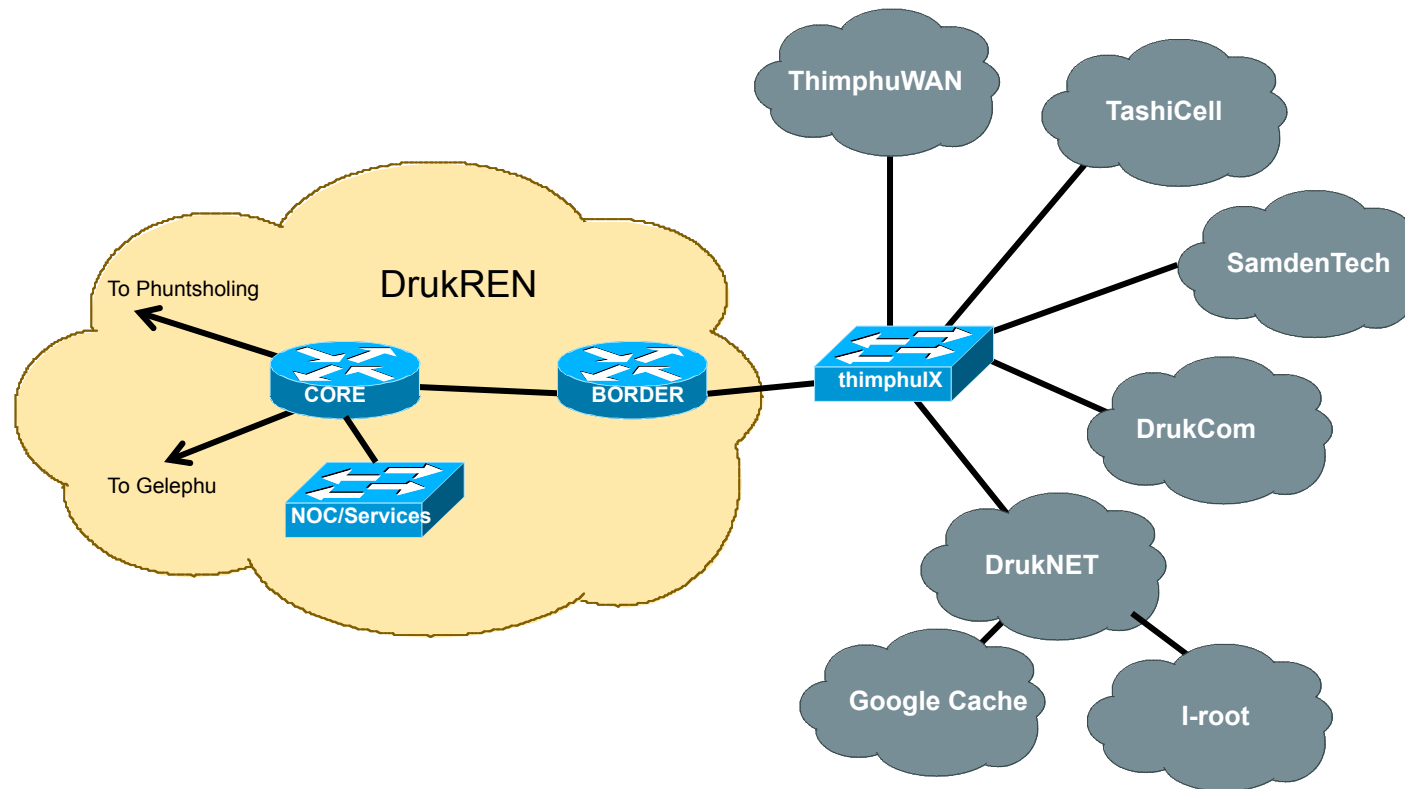 ThimphuWAN
TashiCell
SamdenTech
DrukREN
To Phuntsholing
CORE
BORDER
thimphuIX
DrukCom
To Gelephu
NOC/Services
DrukNET
Google Cache
I-root